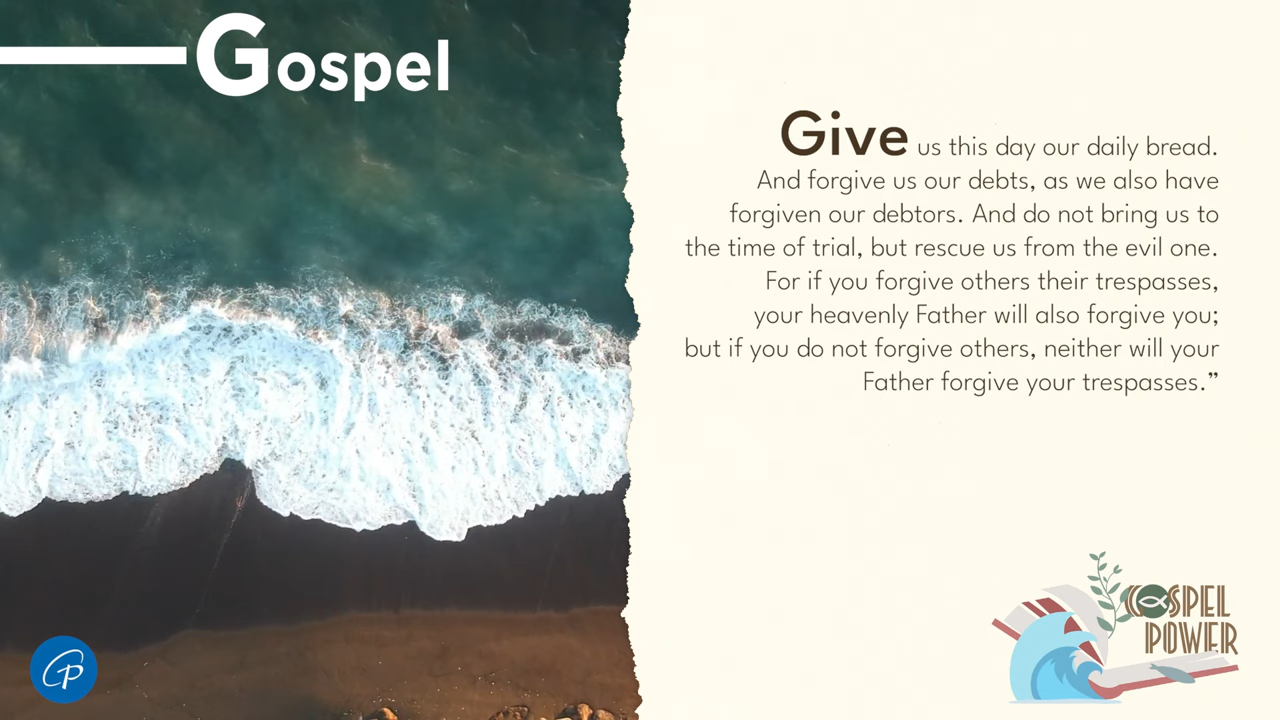 Gospel
Give us this day our daily bread.
And forgive us our debts, as we also have
forgiven our debtors. And do not bring us to
the time of trial, but rescue us from the evil one.
For if you forgive others their trespasses,
your heavenly Father will also forgive you;
but if you do not forgive others, neither will your
Father forgive your trespasses.”
GOSPEL
POWER
GP